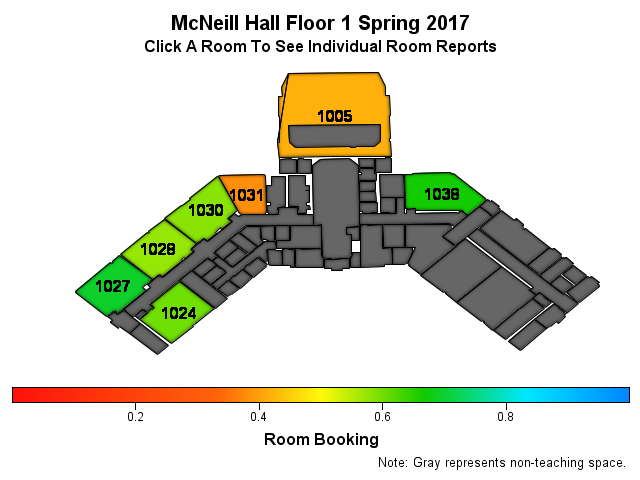 McNeill Hall Floor 1 Spring 2017
Click A Room To See Individual Room Reports
1005
1031
1038
1030
1028
1027
1024
0.2 0.4 0.6 0.8
Room Booking
Note: Gray represents non-teaching space.